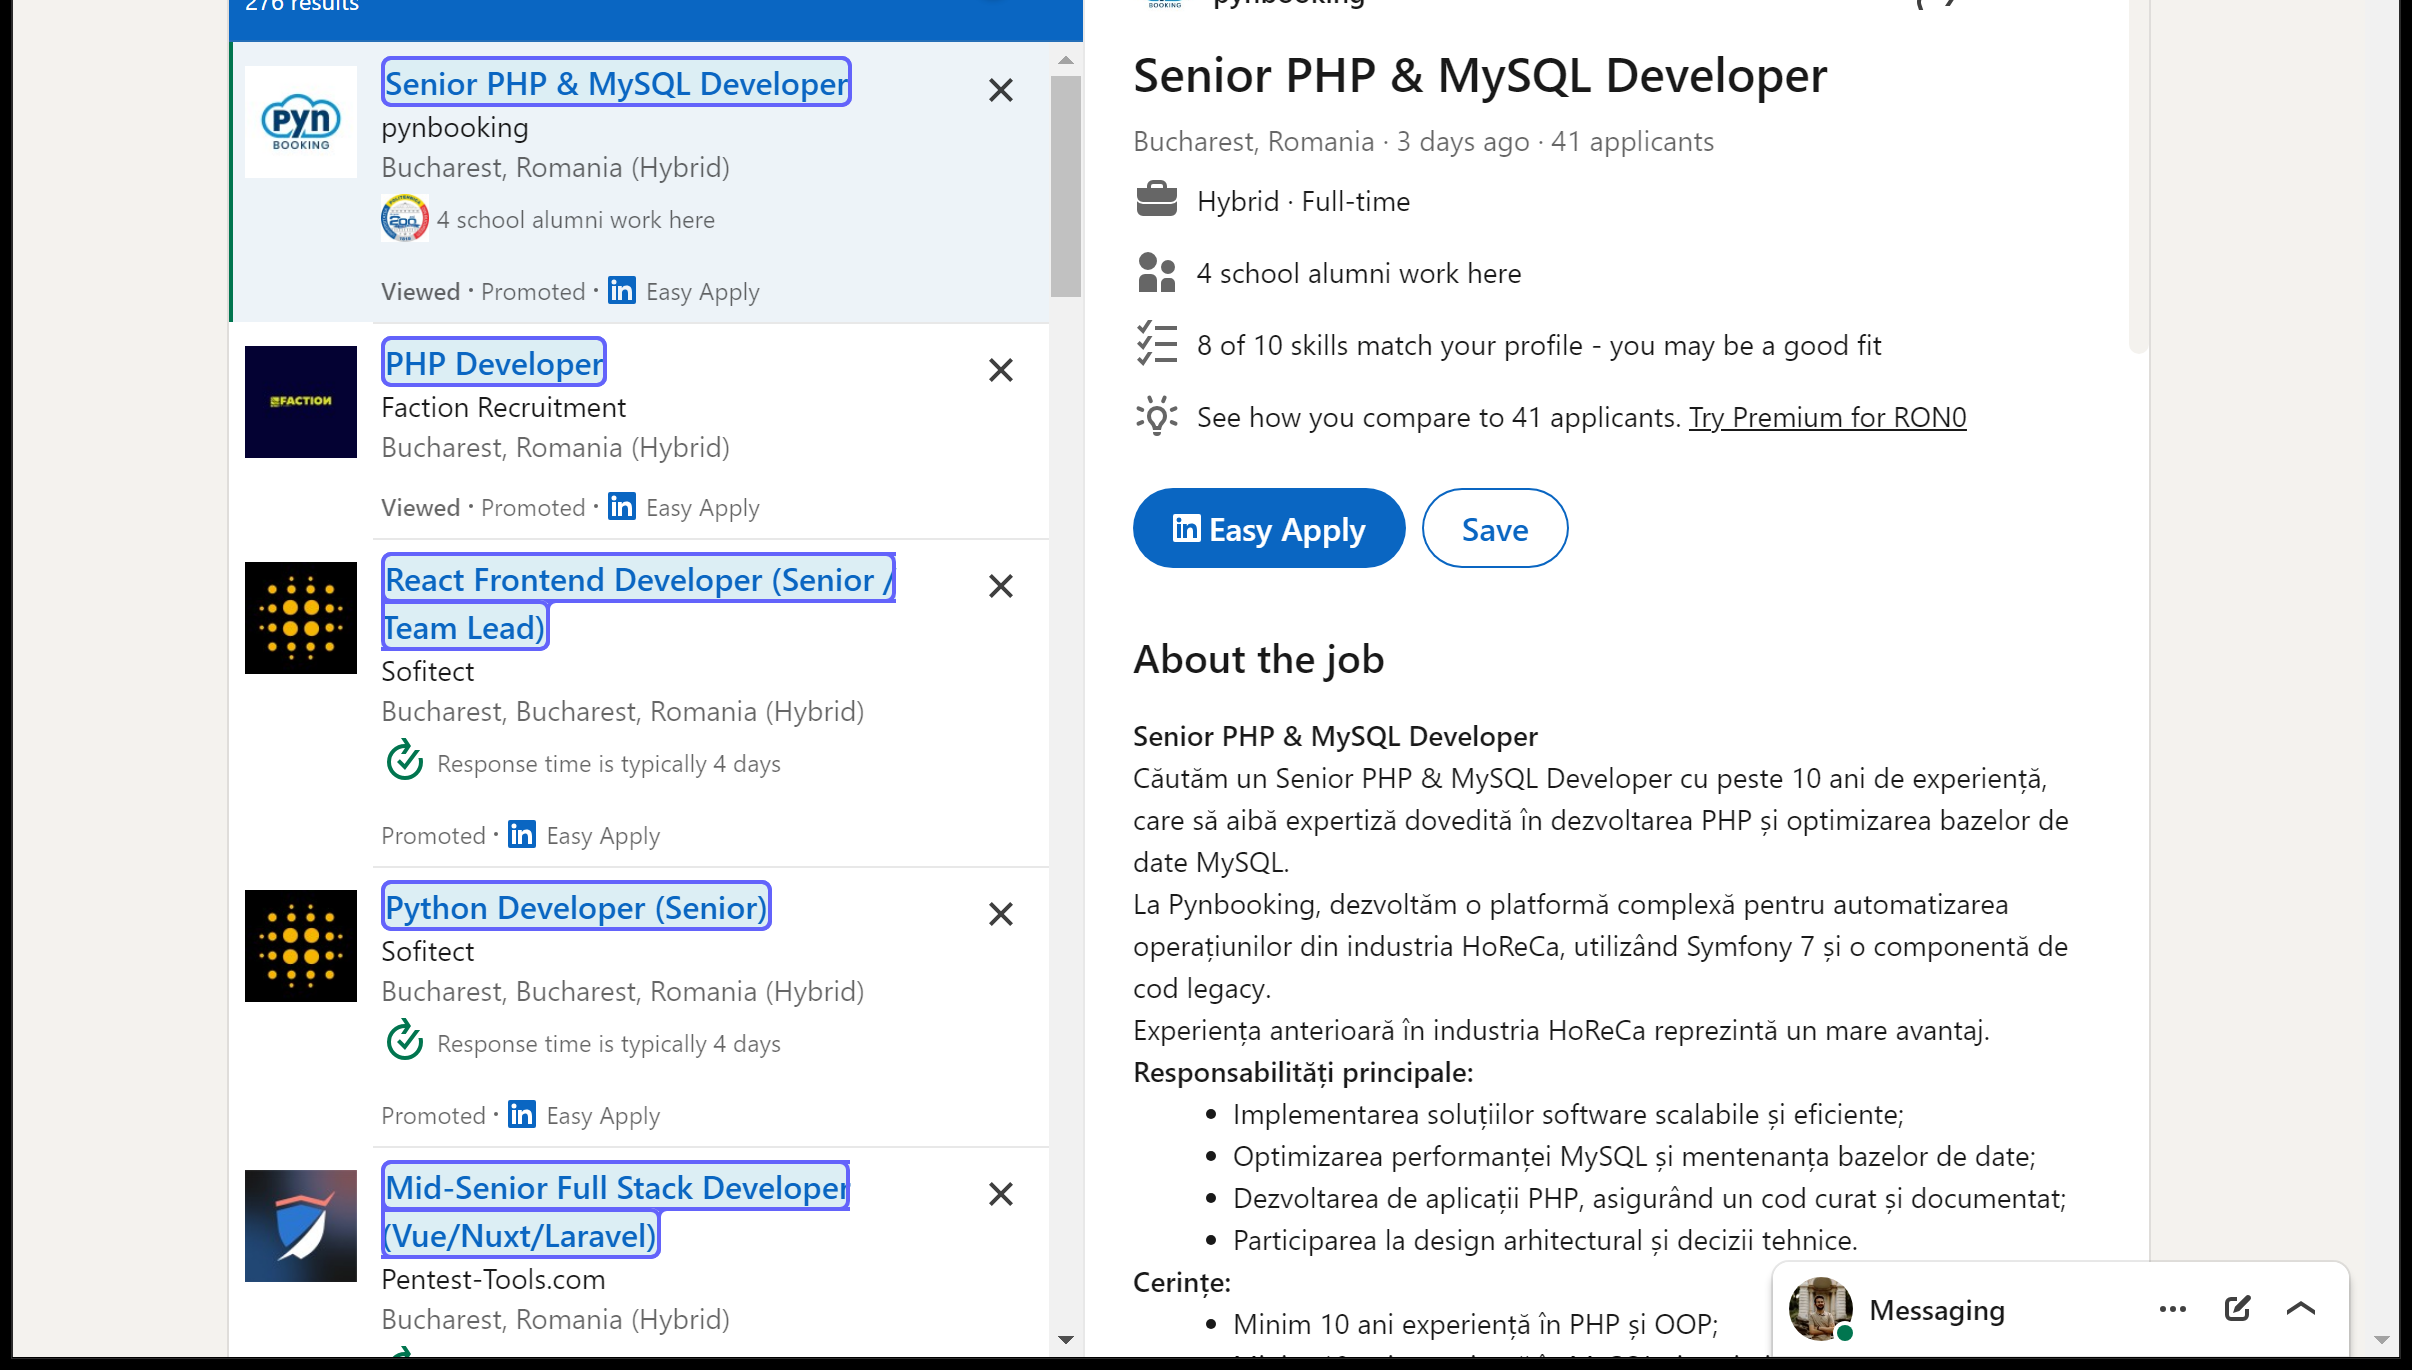 276 results
Senior PHP & MySQL Developer
pynbooking
Bucharest, Romania (Hybrid)
4 school alumni work here
Viewed · Promoted · in Easy Apply
pyn
BOOKING
PHP Developer
Faction Recruitment
Bucharest, Romania (Hybrid)
Viewed · Promoted · in Easy Apply
FACTION
React Frontend Developer (Senior /
Team Lead)
Sofitect
Bucharest, Bucharest, Romania (Hybrid)
Response time is typically 4 days
Promoted · in Easy Apply
Python Developer (Senior)
Sofitect
Bucharest, Bucharest, Romania (Hybrid)
Response time is typically 4 days
Promoted · in Easy Apply
Mid-Senior Full Stack Developer
(Vue/Nuxt/Laravel)
Pentest-Tools.com
Bucharest, Romania (Hybrid)
BOOKING
pynbooking
Senior PHP & MySQL Developer
Bucharest, Romania · 3 days ago · 41 applicants
Hybrid · Full-time
4 school alumni work here
8 of 10 skills match your profile - you may be a good fit
See how you compare to 41 applicants. Try Premium for RON0
in Easy Apply
Save
About the job
Senior PHP & MySQL Developer
Căutăm un Senior PHP & MySQL Developer cu peste 10 ani de experiență,
care să aibă expertiză dovedită în dezvoltarea PHP și optimizarea bazelor de
date MySQL.
La Pynbooking, dezvoltăm o platformă complexă pentru automatizarea
operațiunilor din industria HoReCa, utilizând Symfony 7 și o componentă de
cod legacy.
Experiența anterioară în industria HoReCa reprezintă un mare avantaj.
Responsabilități principale:
• Implementarea soluțiilor software scalabile și eficiente;
• Optimizarea performanței MySQL și mentenanța bazelor de date;
• Dezvoltarea de aplicații PHP, asigurând un cod curat și documentat;
• Participarea la design arhitectural și decizii tehnice.
Cerințe:
• Minim 10 ani experiență în PHP și OOP;
Messaging